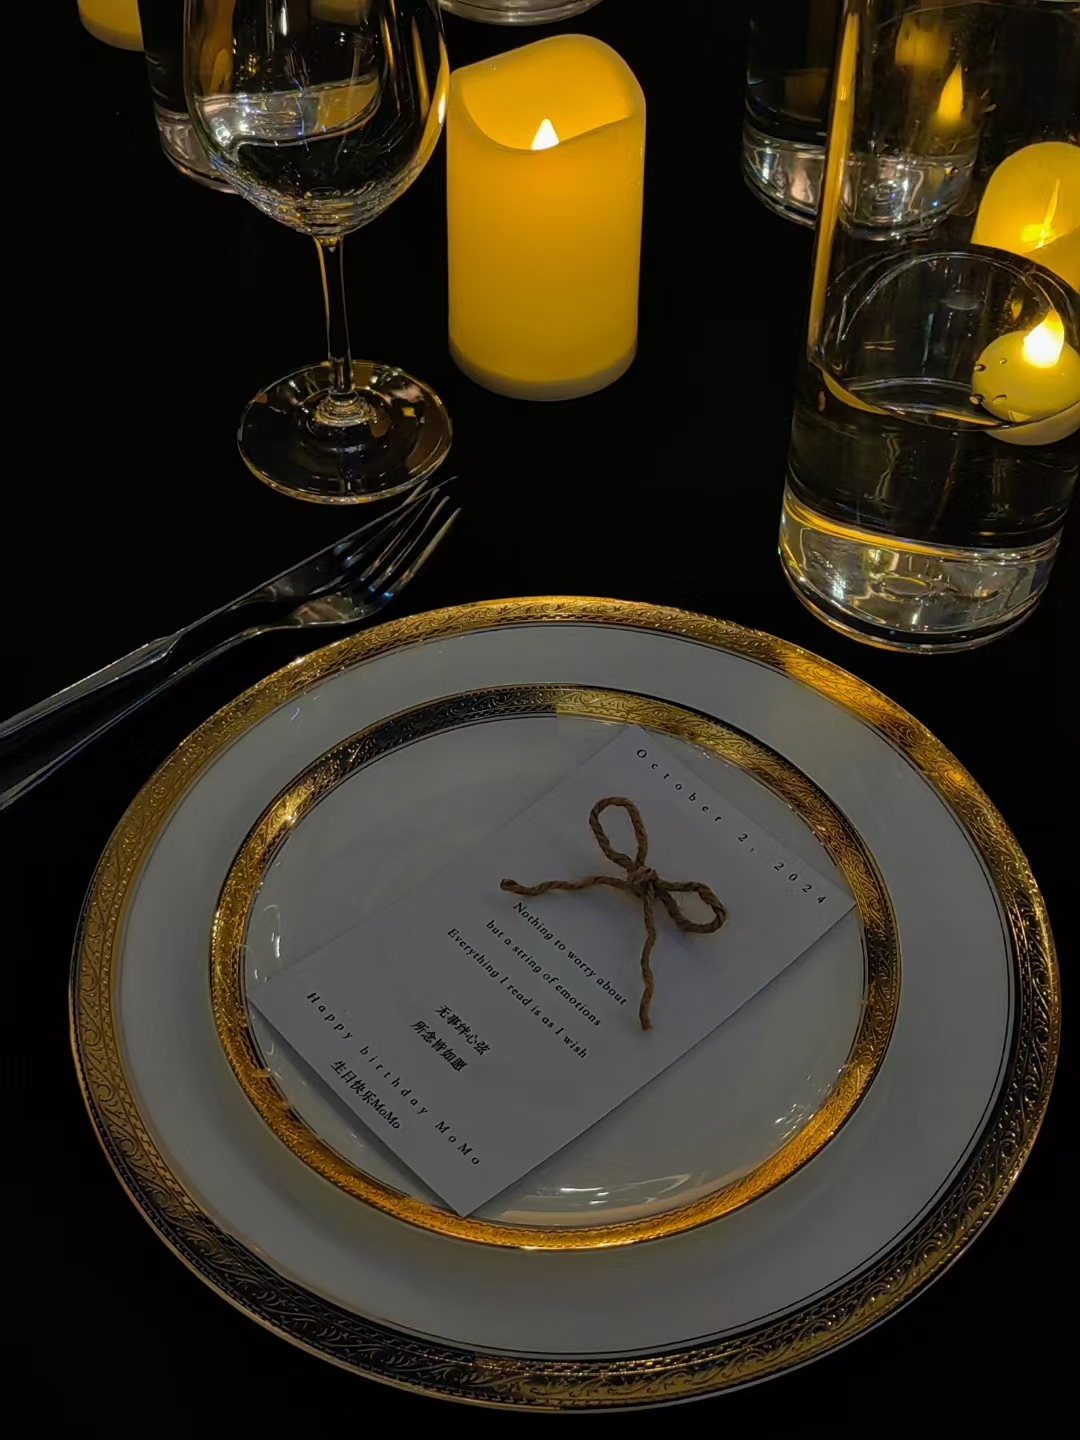 October 2, 2024
Nothing to worry about
but a string of emotions
Everything I read is as I wish
无事绊心弦
所念皆如愿
Happy birthday MoMo
生日快乐MoMo